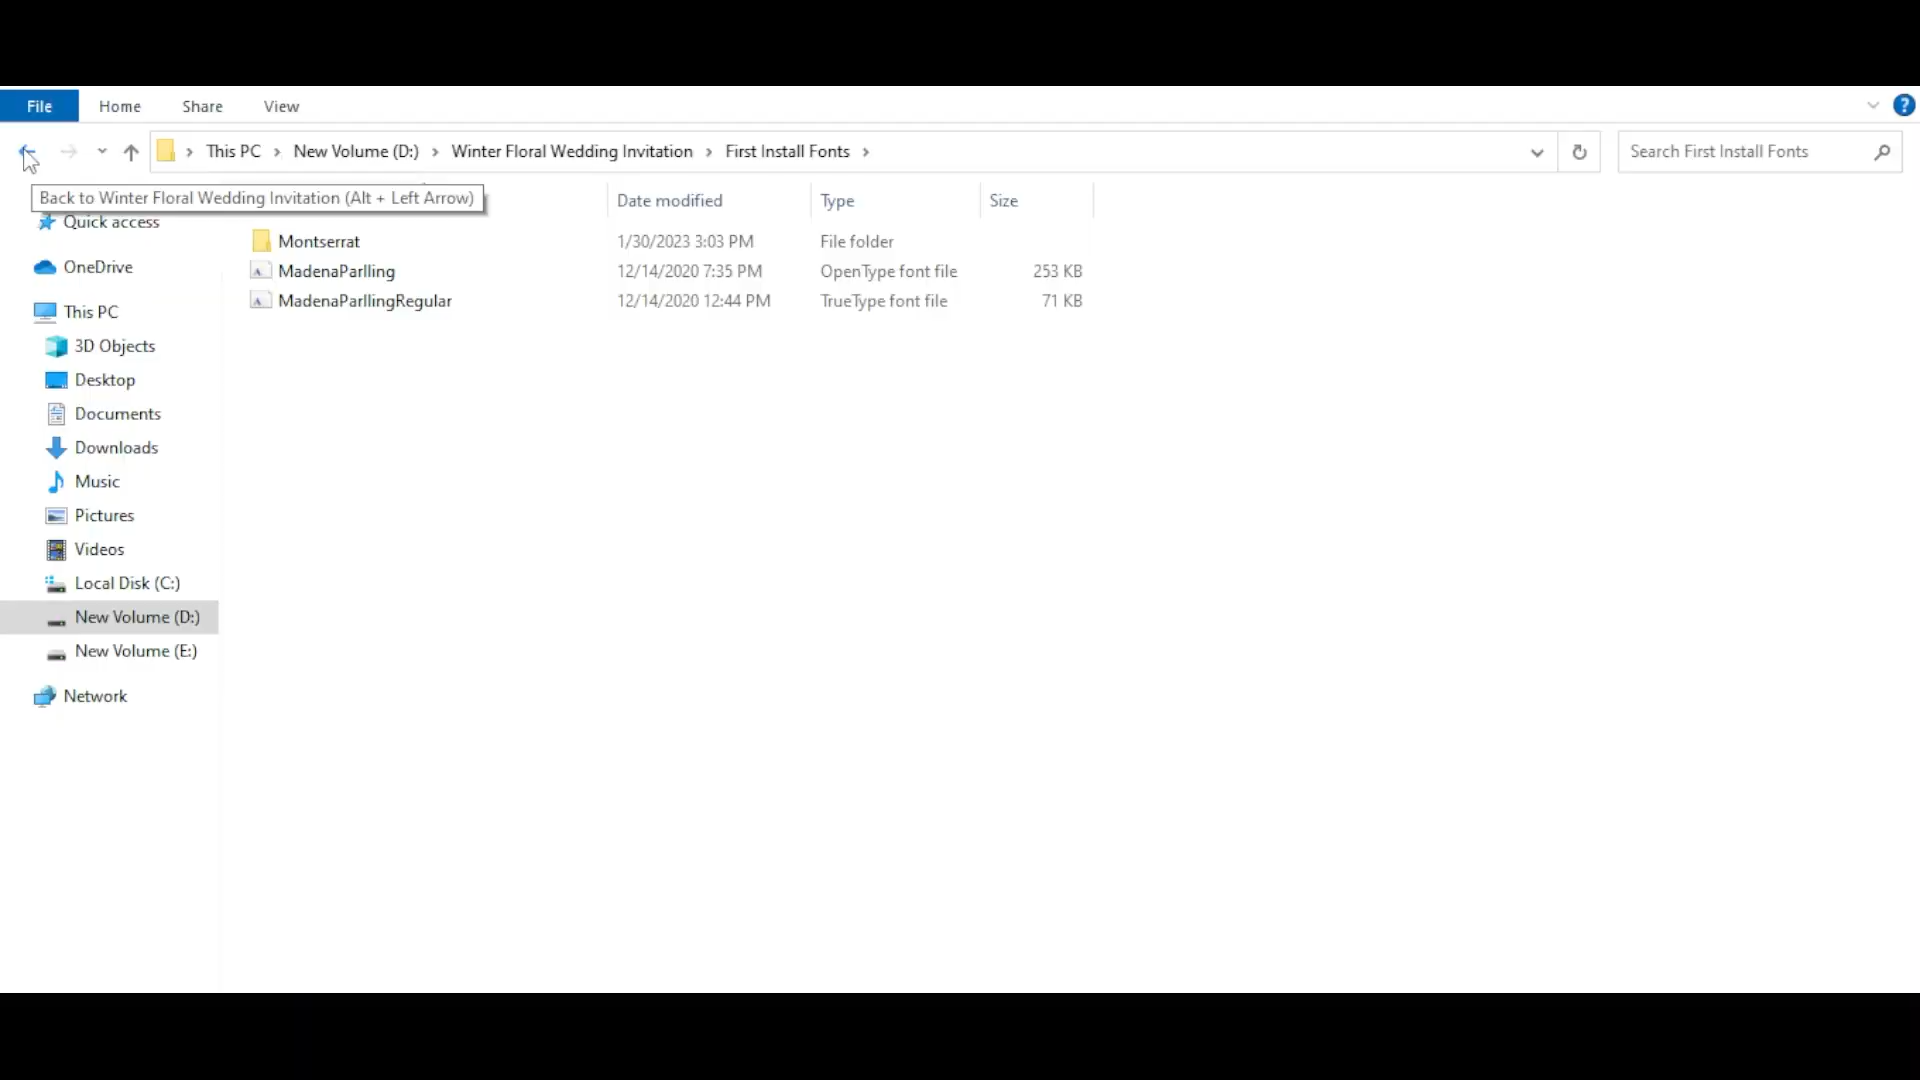 File Home Share View
This PC New Volume (D:) Winter Floral Wedding Invitation First Install Fonts Search First Install Fonts
Back to Winter Floral Wedding Invitation (Alt + Left Arrow)
Date modified Type Size
Quick access
OneDrive
This PC
3D Objects
Desktop
Documents
Downloads
Music
Pictures
Videos
Local Disk (C:)
New Volume (D:)
New Volume (E:)
Network
Montserrat 1/30/2023 3:03 PM File folder
MadenaParlling 12/14/2020 7:35 PM OpenType font file 253 KB
MadenaParllingRegular 12/14/2020 12:44 PM TrueType font file 71 KB